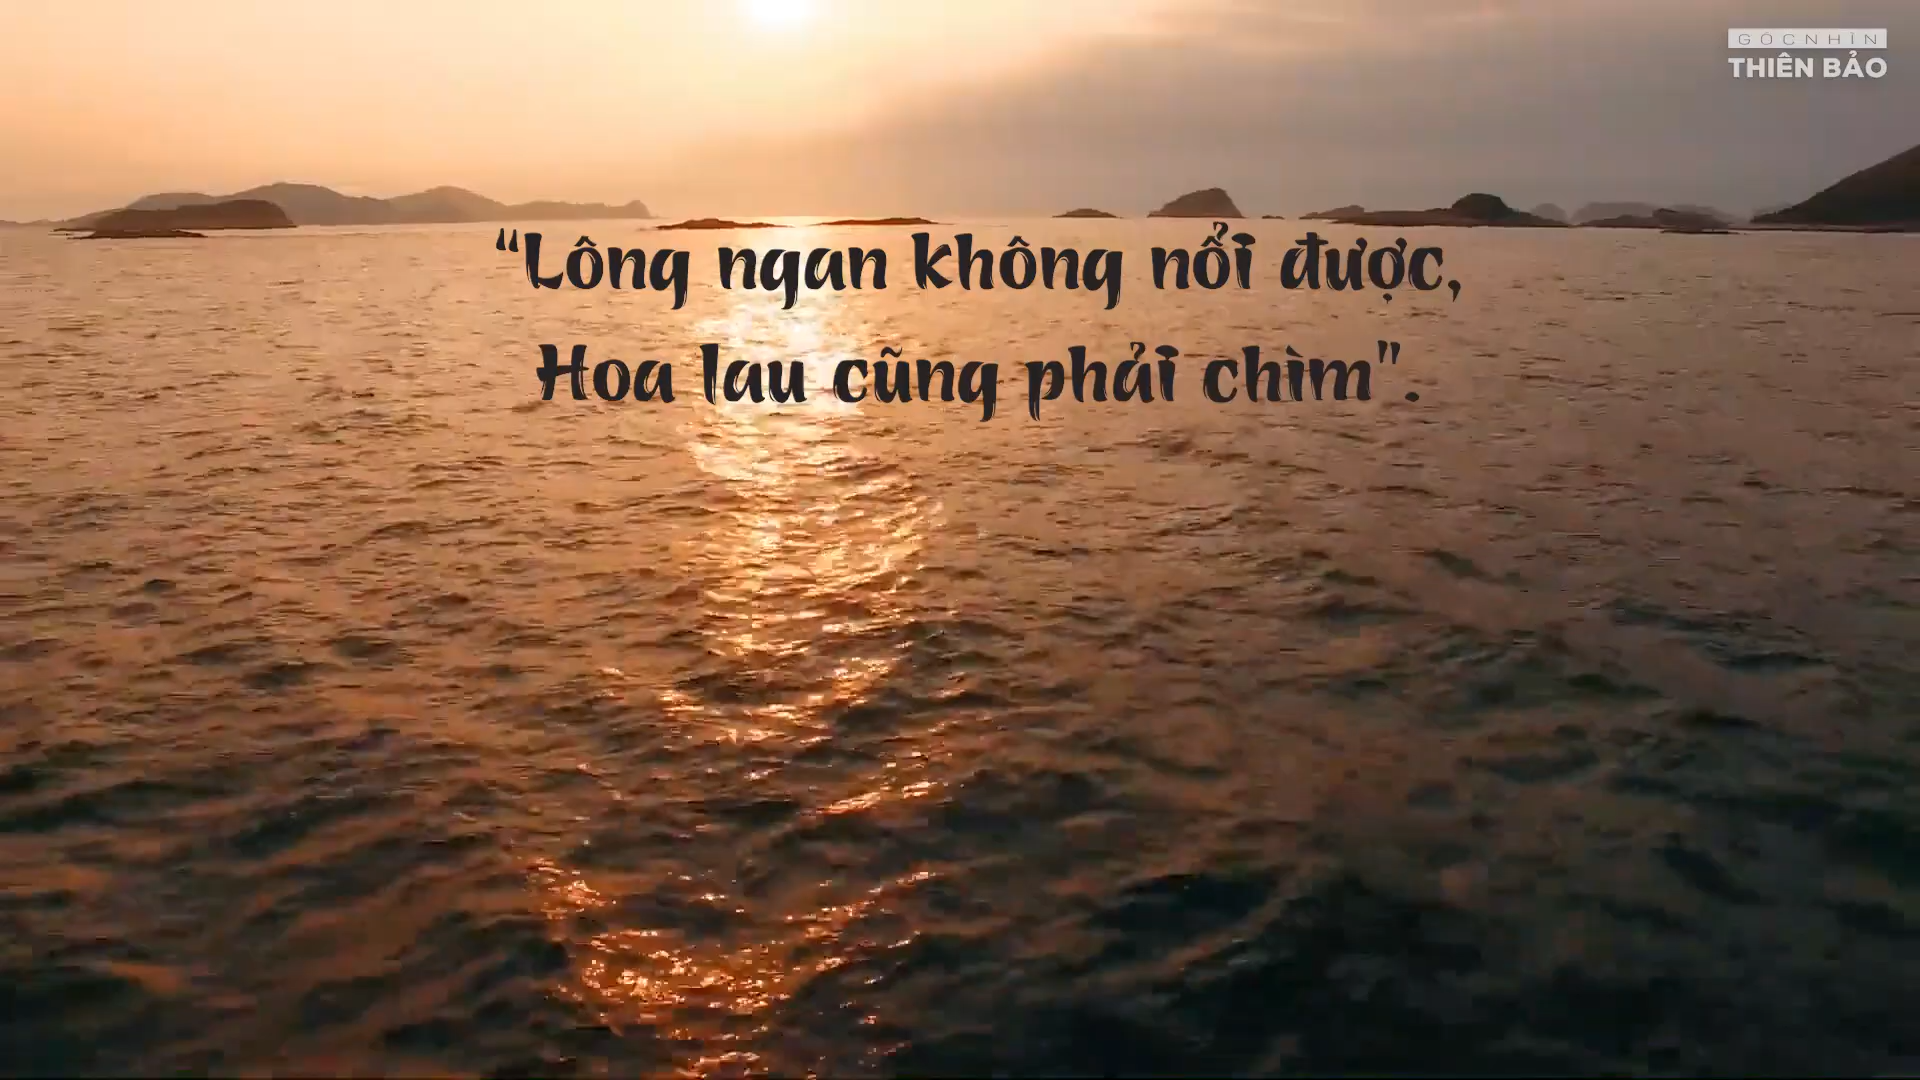 GÓC NHÌN
THIÊN BẢO
“Lông ngan không nổi được,
Hoa lau cũng phải chìm".